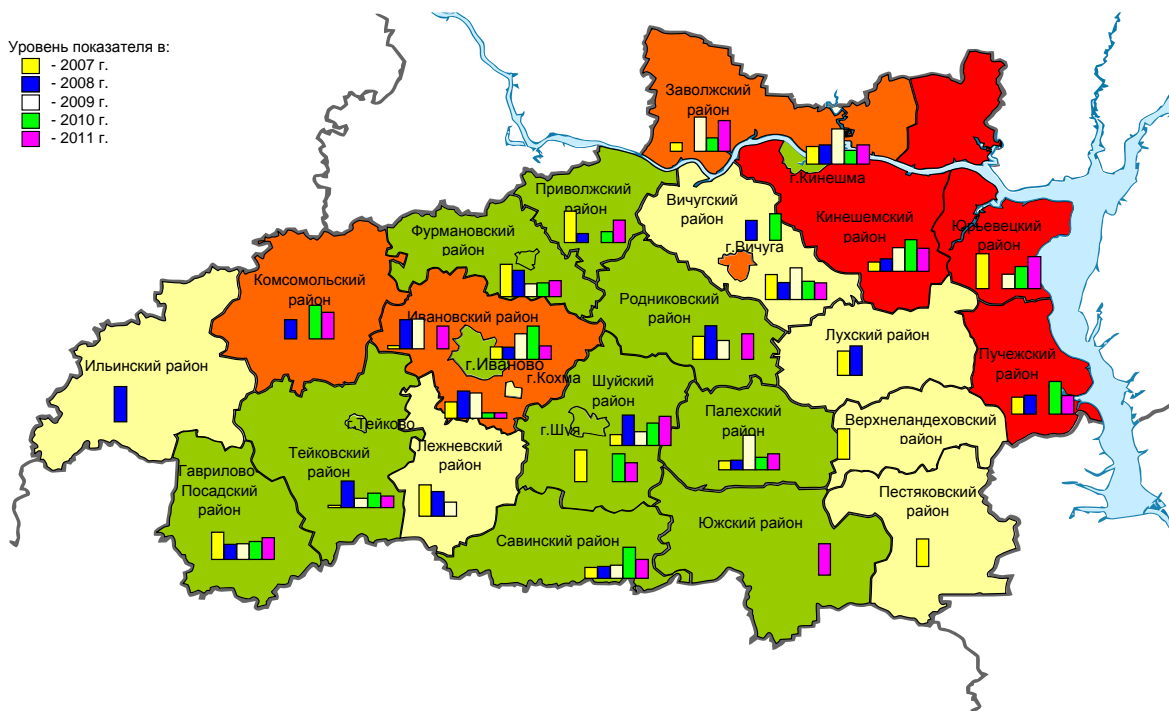 Уровень показателя в:
- 2007 г.
- 2008 г.
- 2009 г.
- 2010 г.
- 2011 г.
Заволжский
район
г.Кинешма
Приволжский
район
Вичугский
район
Кинешемский
район
Юрьевецкий
район
Фурмановский
район
г.Вичуга
Комсомольский
район
Ивановский район
Родниковский
район
Лухский район
Пучежский
район
Ильинский район
г.Иваново
г.Кохма
Шуйский
район
Палехский
район
Верхнеландеховский
район
г.Тейково
г.Шуя
Тейковский
район
Лежневский
район
Гаврилово-
Посадский
район
Пестяковский
район
Южский район
Савинский район